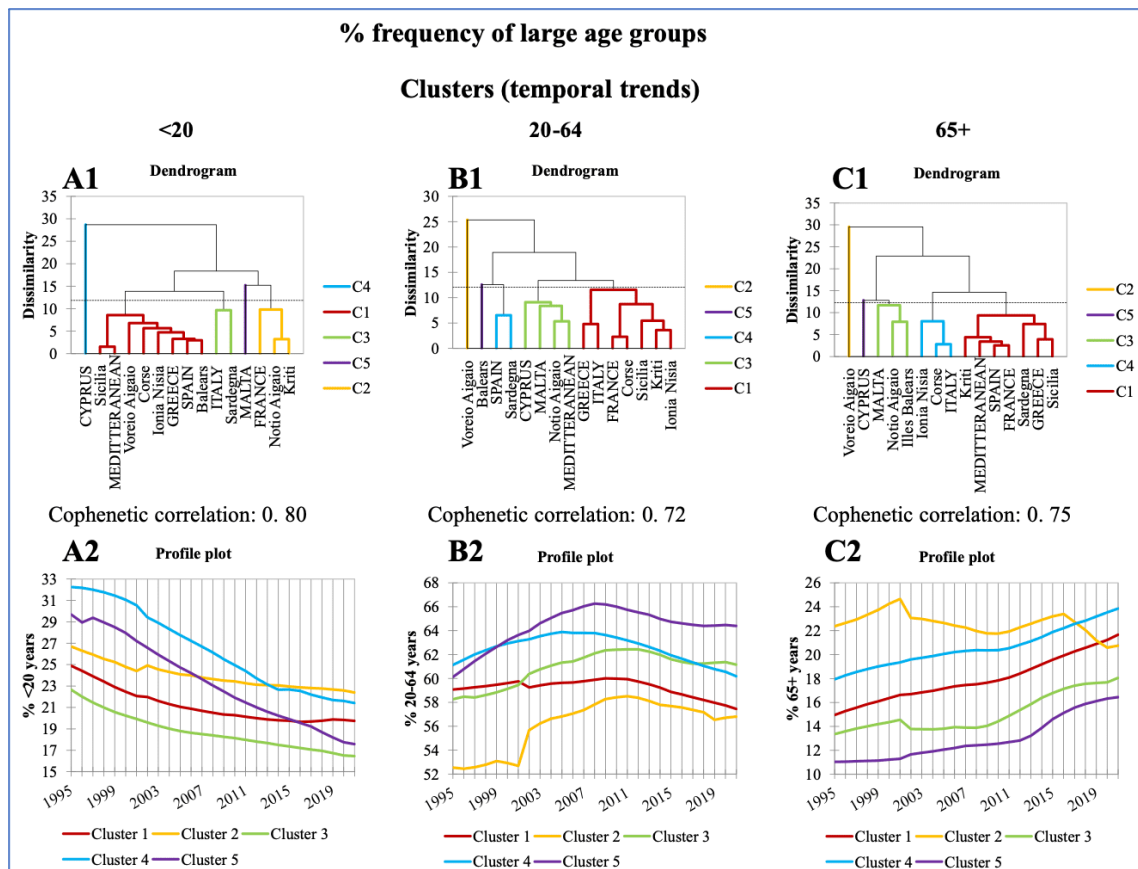 % frequency of large age groups
Clusters (temporal trends)
<20
20-64
65+
A1
Dendrogram
Dissimilarity
35
30
25
20
15
10
5
0
CYPRUS
Sicilia
MEDITTERANEAN
Voreio Aigaio
Corse
Ionia Nisia
GREECE
SPAIN
Balears
ITALY
Sardegna
MALTA
FRANCE
Notio Aigaio
Kriti
C4
C1
C3
C5
C2
B1
Dendrogram
Dissimilarity
30
25
20
15
10
5
0
Voreio Aigaio
Balears
SPAIN
Sardegna
CYPRUS
MALTA
Notio Aigaio
MEDITTERANEAN
GREECE
ITALY
FRANCE
Corse
Sicilia
Kriti
Ionia Nisia
C2
C5
C4
C3
C1
C1
Dendrogram
Dissimilarity
35
30
25
20
15
10
5
0
Voreio Aigaio
CYPRUS
MALTA
Notio Aigaio
Illes Balears
Ionia Nisia
Corse
ITALY
Kriti
MEDITTERANEAN
SPAIN
FRANCE
Sardegna
GREECE
Sicilia
C2
C5
C3
C4
C1
Cophenetic correlation: 0. 80
Cophenetic correlation: 0. 72
Cophenetic correlation: 0. 75
A2
Profile plot
% <20 years
33
31
29
27
25
23
21
19
17
15
1995
1999
2003
2007
2011
2015
2019
Cluster 1
Cluster 2
Cluster 3
Cluster 4
Cluster 5
B2
Profile plot
% 20-64 years
68
66
64
62
60
58
56
54
52
1995
1999
2003
2007
2011
2015
2019
Cluster 1
Cluster 2
Cluster 3
Cluster 4
Cluster 5
C2
Profile plot
% 65+ years
26
24
22
20
18
16
14
12
10
1995
1999
2003
2007
2011
2015
2019
Cluster 1
Cluster 2
Cluster 3
Cluster 4
Cluster 5